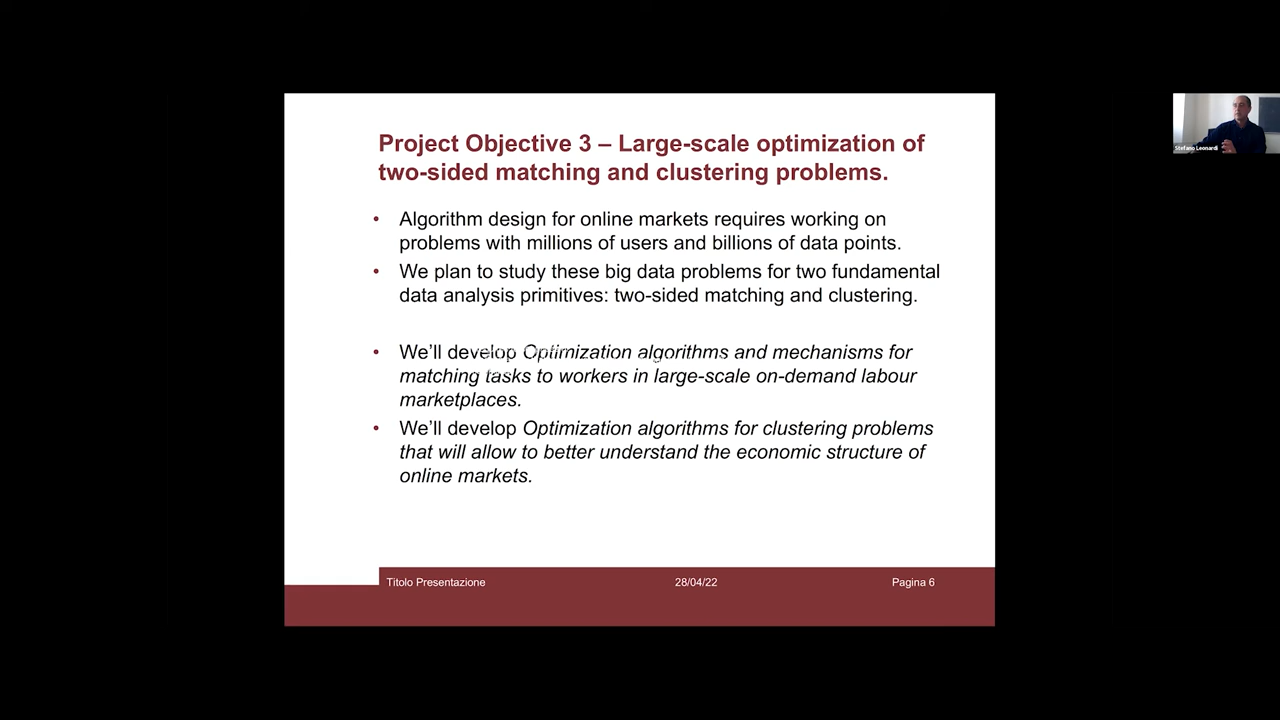 Project Objective 3 – Large-scale optimization of
two-sided matching and clustering problems.
• Algorithm design for online markets requires working on
problems with millions of users and billions of data points.
• We plan to study these big data problems for two fundamental
data analysis primitives: two-sided matching and clustering.
• We’ll develop Optimization algorithms and mechanisms for
matching tasks to workers in large-scale on-demand labour
marketplaces.
• We’ll develop Optimization algorithms for clustering problems
that will allow to better understand the economic structure of
online markets.
Titolo Presentazione 28/04/22 Pagina 6
Stefano Leonardi